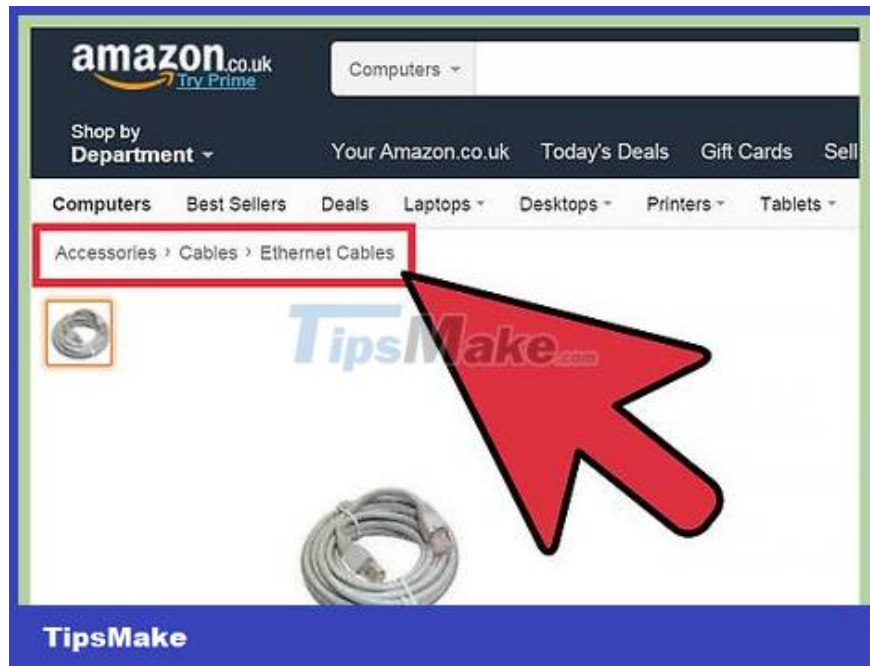 amazon.co.uk
Try Prime
Computers
Shop by
Department
Your Amazon.co.uk Today's Deals Gift Cards Sell
Computers Best Sellers Deals Laptops Desktops Printers Tablets
Accessories › Cables › Ethernet Cables
TipsMake.com
TipsMake